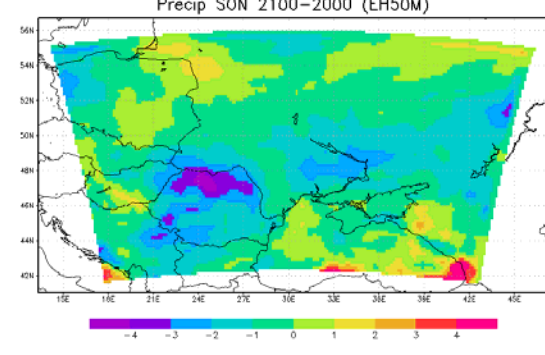 Precip SON 2100-2000 (EH50M)
56N
54N
52N
50N
48N
46N
44N
42N
15E 18E 21E 24E 27E 30E 33E 36E 39E 42E 45E
-4 -3 -2 -1 0 1 2 3 4